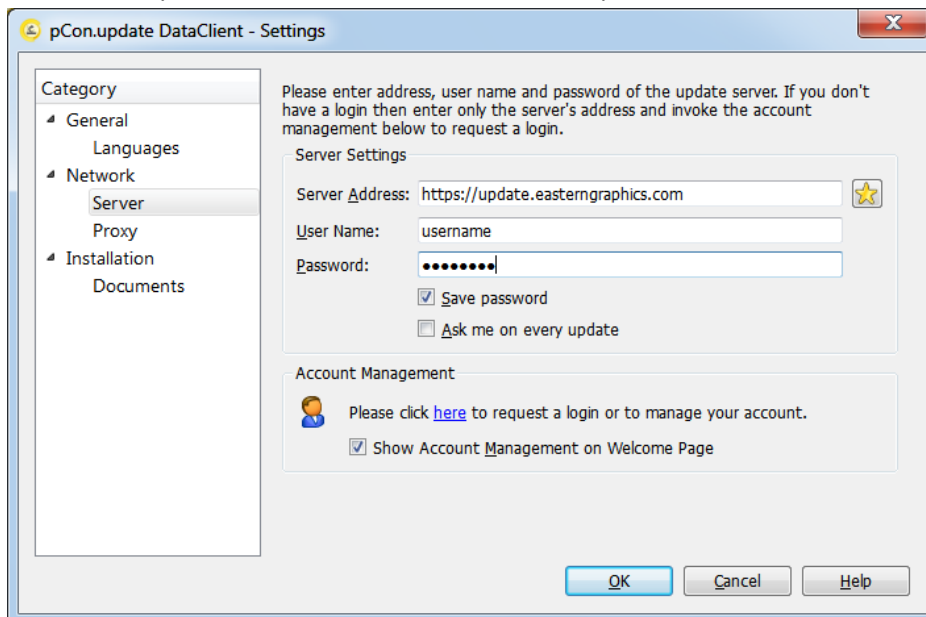 pCon.update DataClient - Settings
Category
General
Languages
Network
Server
Proxy
Installation
Documents
Please enter address, user name and password of the update server. If you don't
have a login then enter only the server's address and invoke the account
management below to request a login.
Server Settings
Server Address: https://update.easterngraphics.com
User Name: username
Password: ●●●●●●●●
Save password
Ask me on every update
Account Management
Please click here to request a login or to manage your account.
Show Account Management on Welcome Page
OK Cancel Help